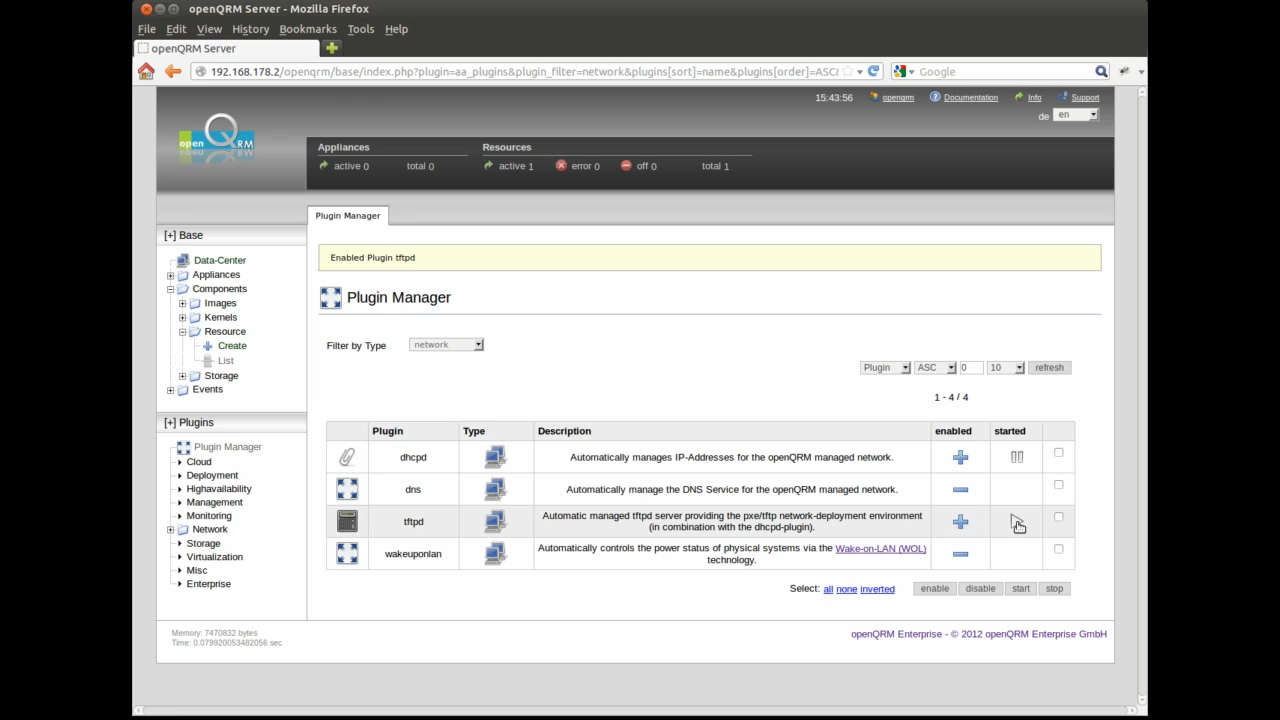 openQRM Server - Mozilla Firefox
File Edit View History Bookmarks Tools Help
openQRM Server
192.168.178.2/openqrm/base/index.php?plugin=aa_plugins&plugin_filter=network&plugins[sort]=name&plugins[order]=ASC&
Google
15:43:56 openqrm Documentation Info Support
de en
open QRM
Appliances Resources
active 0 total 0 active 1 error 0 off 0 total 1
Plugin Manager
[+] Base
Data-Center
Appliances
Components
Images
Kernels
Resource
Create
List
Storage
Events
[+] Plugins
Plugin Manager
Cloud
Deployment
Highavailability
Management
Monitoring
Network
Storage
Virtualization
Misc
Enterprise
Enabled Plugin tftpd
Plugin Manager
Filter by Type network
Plugin ASC 0 10 refresh
1 - 4 / 4
Plugin Type Description enabled started
dhcpd Automatically manages IP-Addresses for the openQRM managed network.
dns Automatically manage the DNS Service for the openQRM managed network.
tftpd Automatic managed tftpd server providing the pxe/tftp network-deployment environment
(in combination with the dhcpd-plugin).
wakeuponlan Automatically controls the power status of physical systems via the Wake-on-LAN (WOL)
technology.
Select: all none inverted enable disable start stop
Memory: 7470832 bytes
Time: 0.079920053482056 sec
openQRM Enterprise - © 2012 openQRM Enterprise GmbH